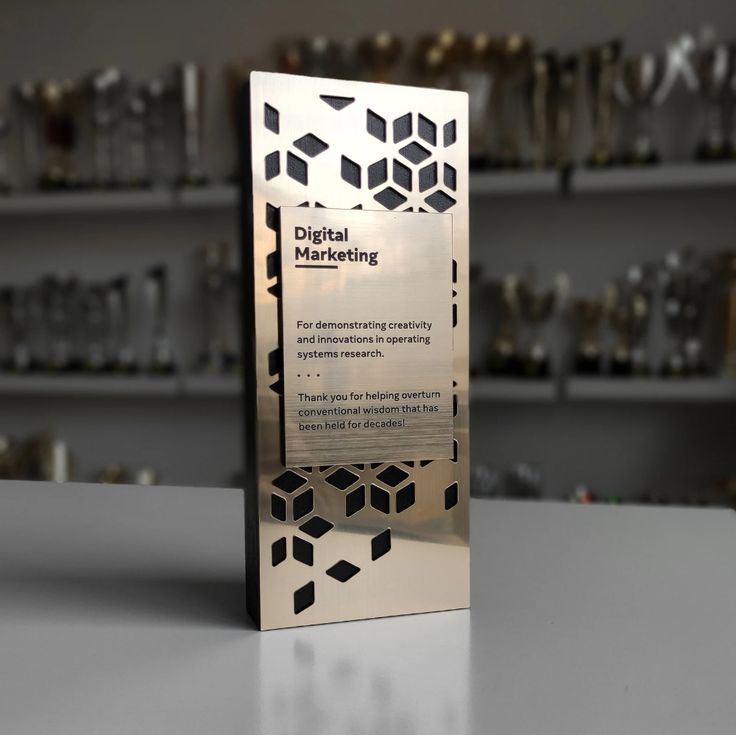 Digital
Marketing
For demonstrating creativity
and innovations in operating
systems research.
...
Thank you for helping overturn
conventional wisdom that has
been held for decades!